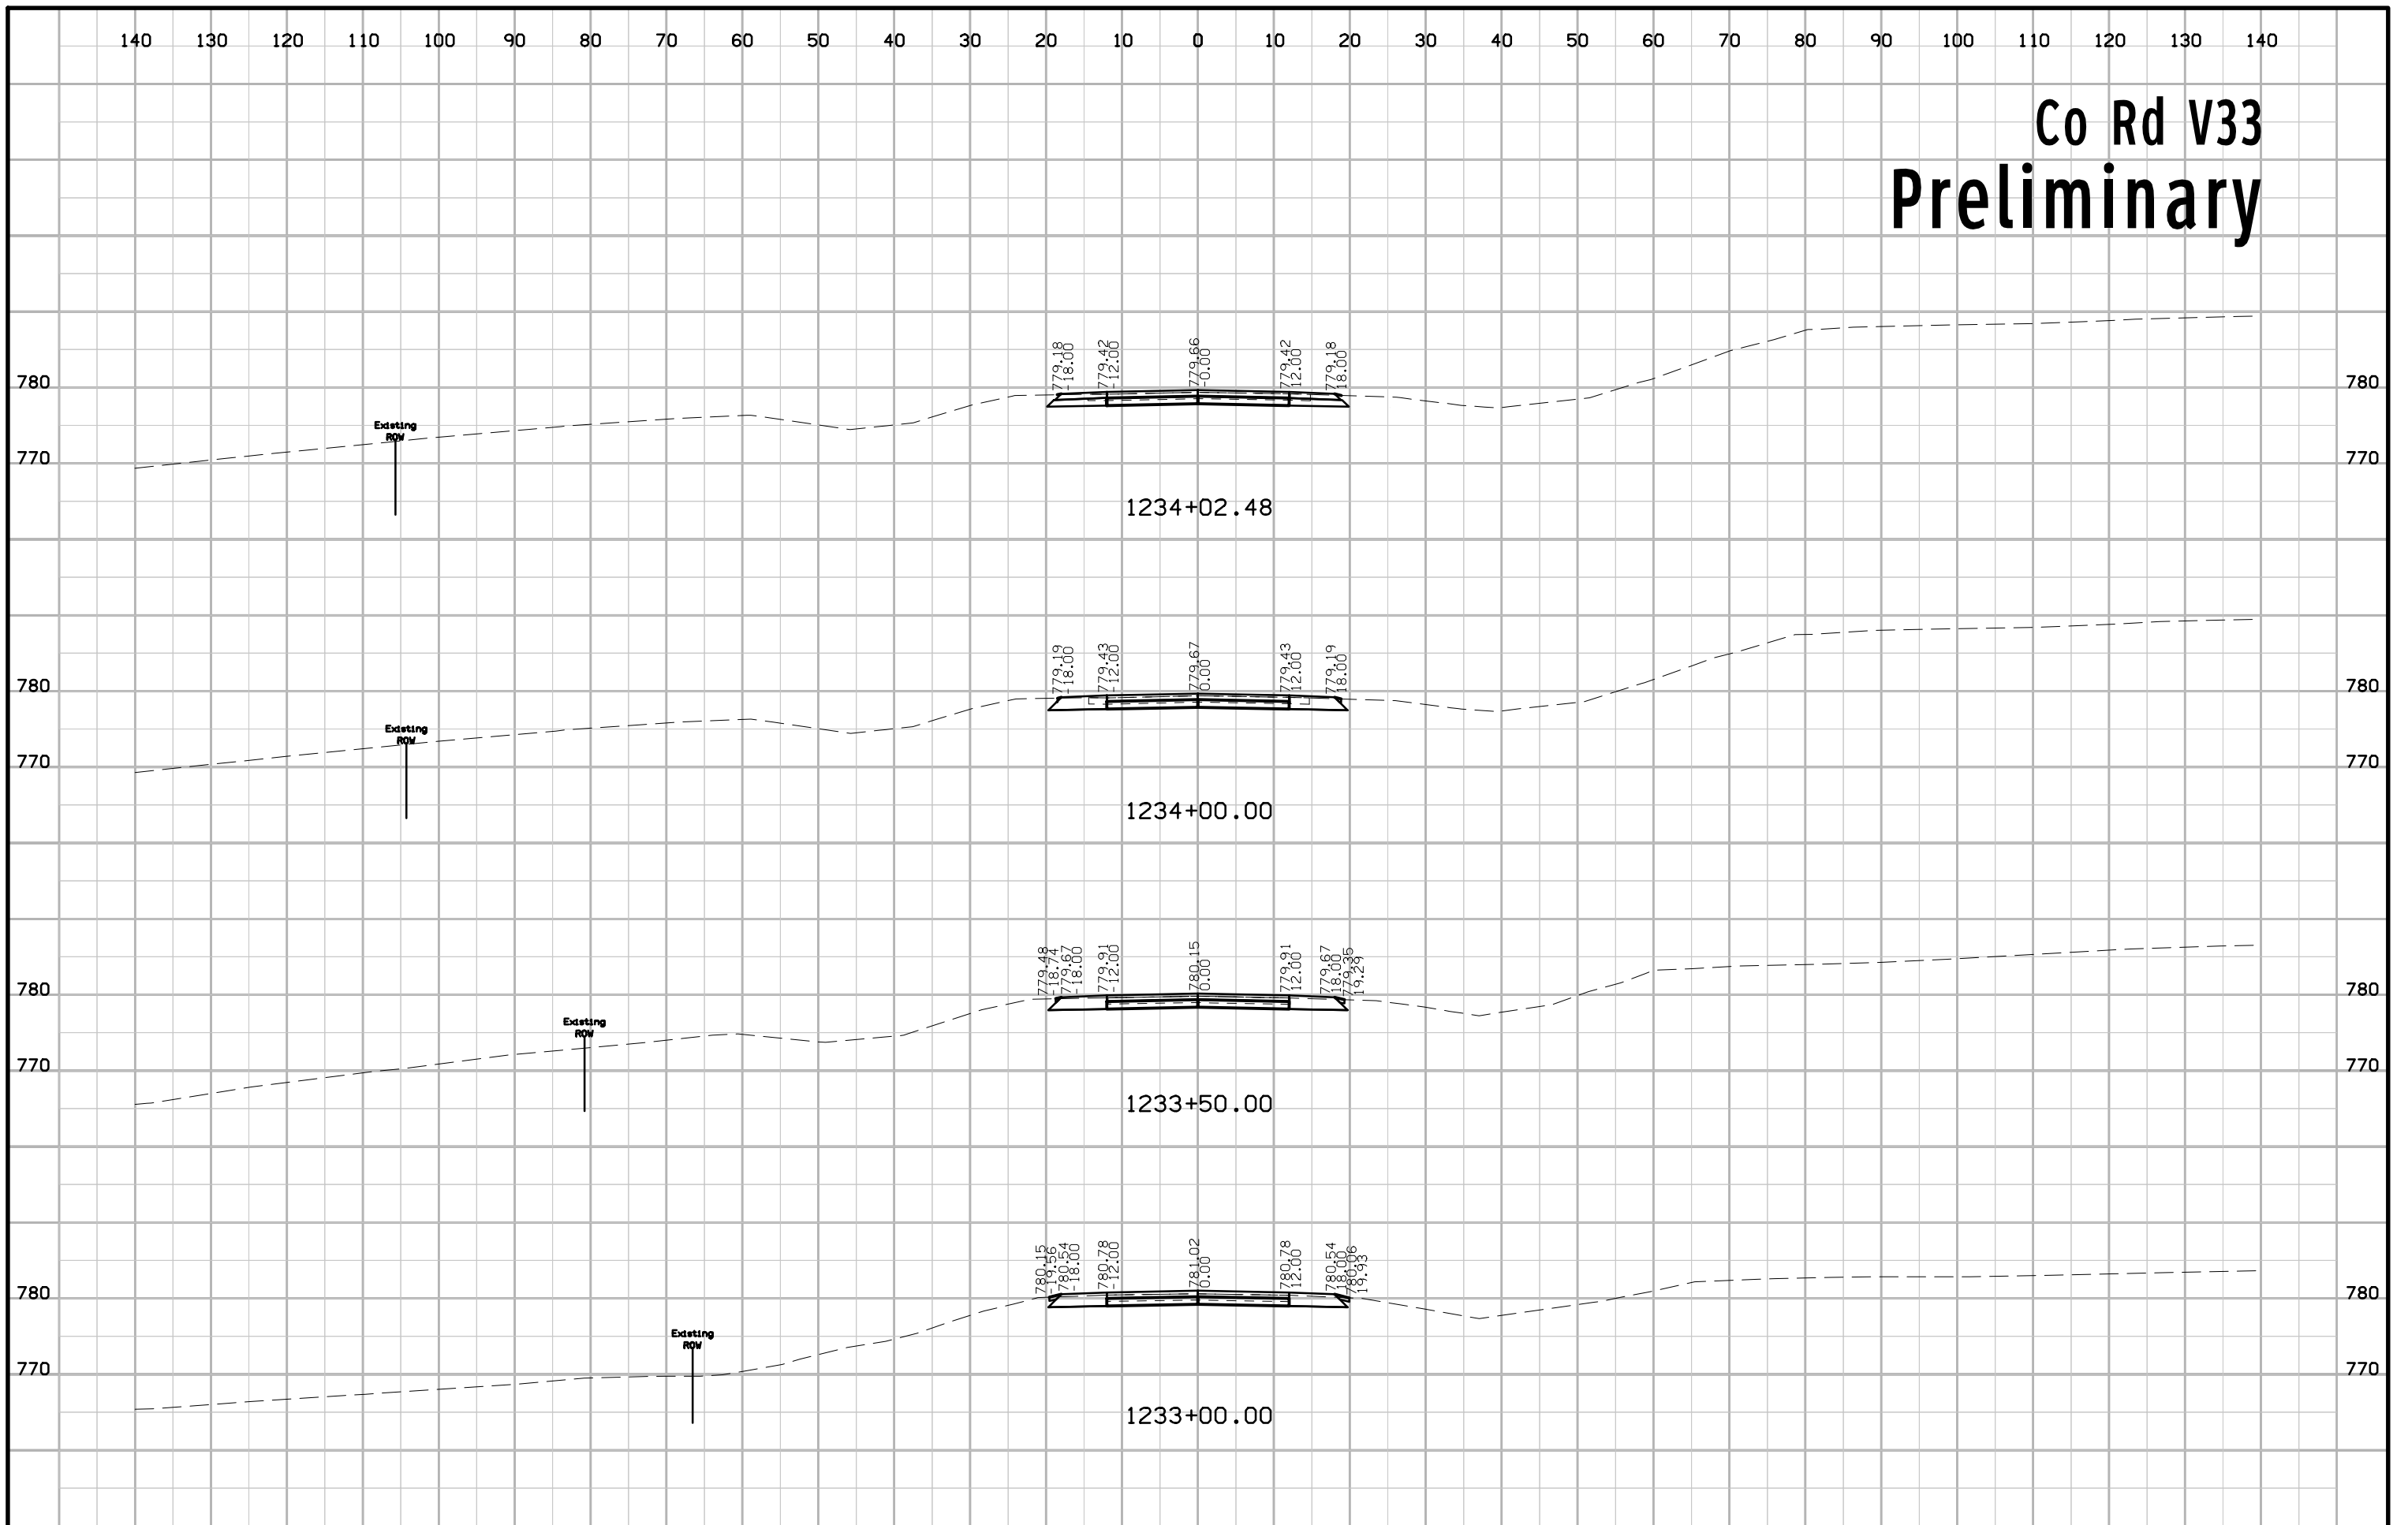 140 130 120 110 100 90 80 70 60 50 40 30 20 10 0 10 20 30 40 50 60 70 80 90 100 110 120 130 140
Co Rd V33
Preliminary
779.18 -18.00 779.42 -12.00 779.66 -0.00 779.42 12.00 779.18 18.00
780 780
Existing
ROW
770 770
1234+02.48
779.19 -18.00 779.43 -12.00 779.67 0.00 779.43 12.00 779.19 18.00
780 780
Existing
ROW
770 770
1234+00.00
779.48 -18.74 779.67 -18.00 779.91 -12.00 780.15 0.00 779.91 12.00 779.67 18.00 779.35 19.29
780 780
Existing
ROW
770 770
1233+50.00
780.15 -19.56 780.54 -18.00 780.78 -12.00 781.02 0.00 780.78 12.00 780.54 18.00 780.06 19.93
780 780
Existing
ROW
770 770
1233+00.00